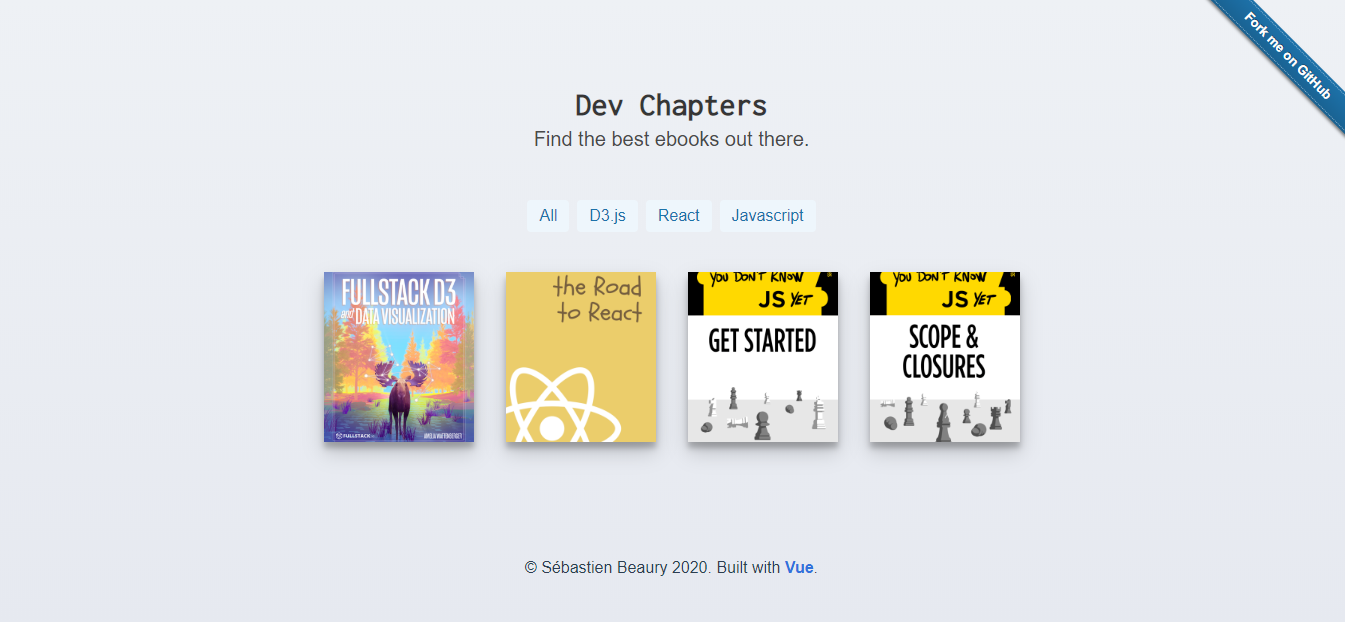 Fork me on GitHub
Dev Chapters
Find the best ebooks out there.
All
D3.js
React
Javascript
FULLSTACK D3
and DATA VISUALIZATION
FULLSTACK
AMELIA WATTENBERGER
the Road
to React
YOU DON'T KNOW
JS YET
GET STARTED
YOU DON'T KNOW
JS YET
SCOPE &
CLOSURES
© Sébastien Beaury 2020. Built with Vue.